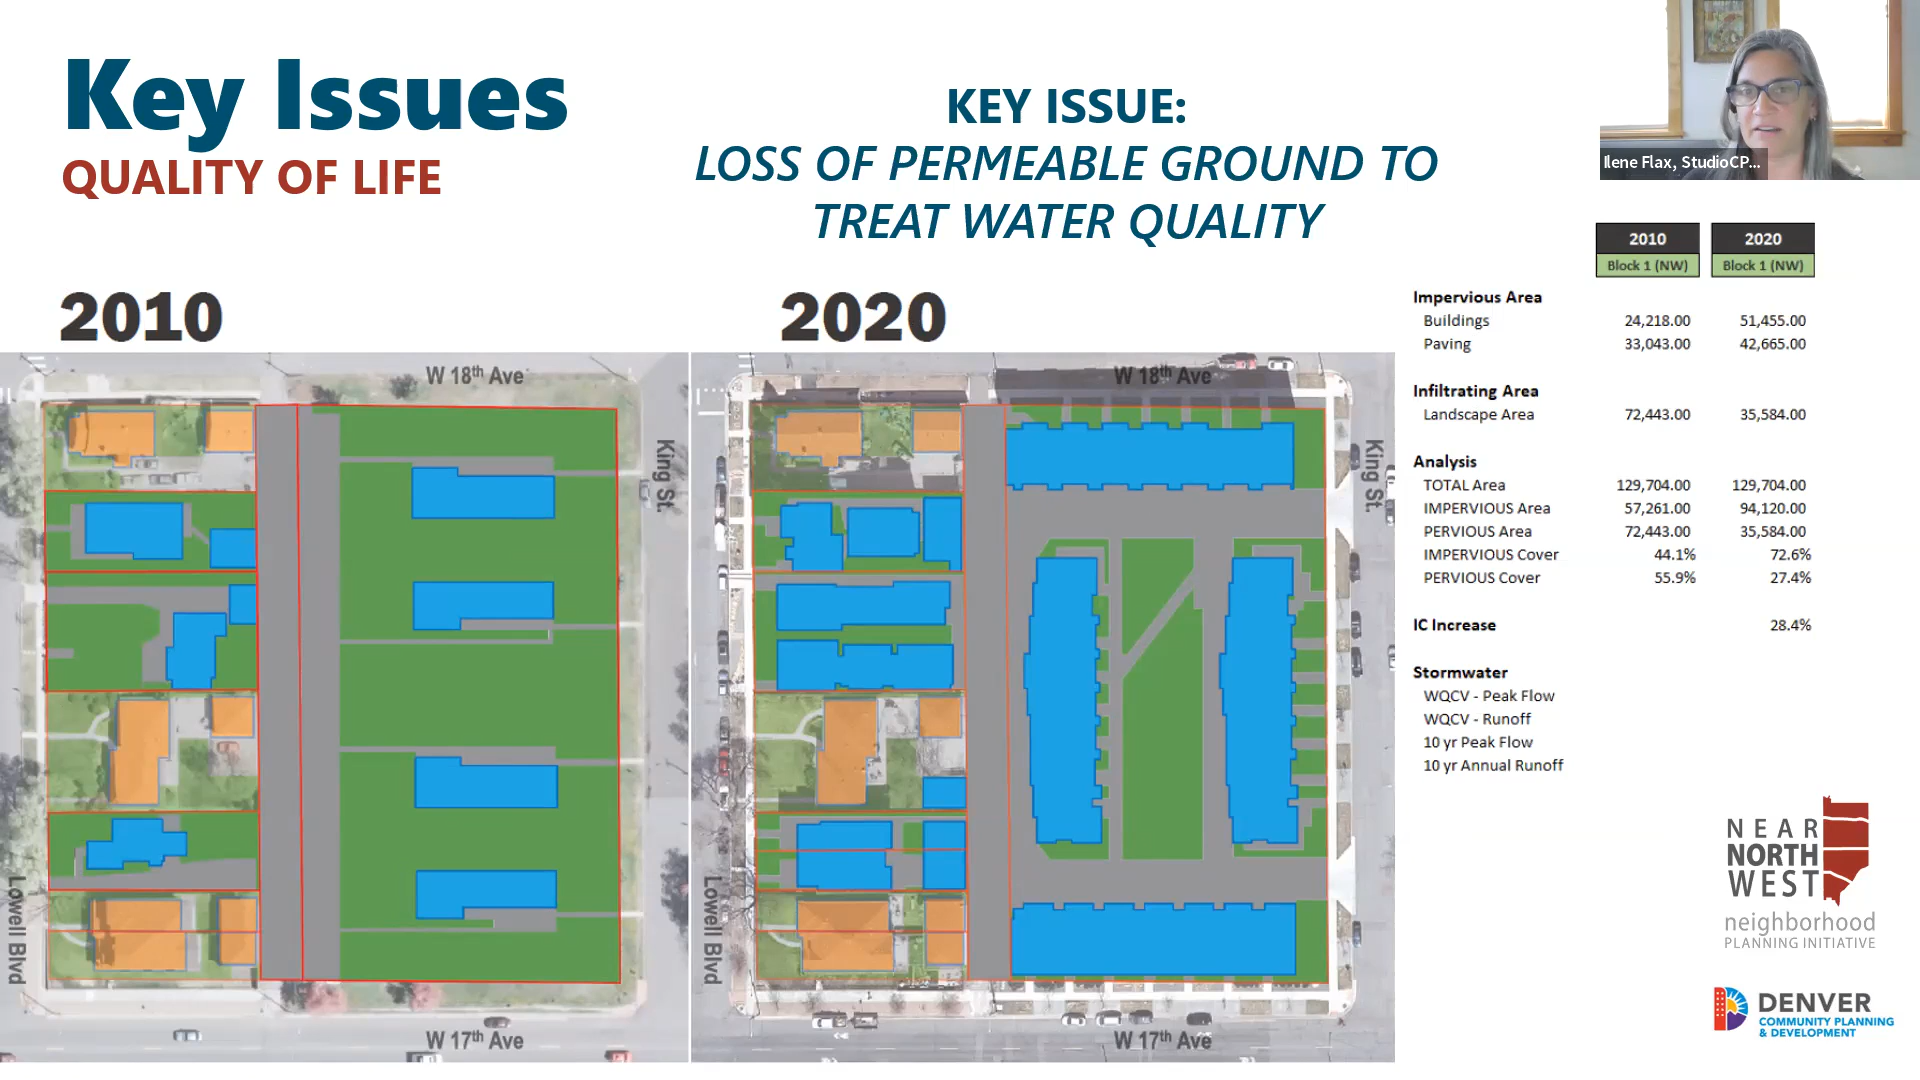 Key Issues
QUALITY OF LIFE
KEY ISSUE:
LOSS OF PERMEABLE GROUND TO
TREAT WATER QUALITY
Ilene Flax, StudioCP...
2010
W 18th Ave
King St.
Lowell Blvd
W 17th Ave
2020
W 18th Ave
King St.
Lowell Blvd
W 17th Ave
2010 2020
Block 1 (NW) Block 1 (NW)
Impervious Area
Buildings 24,218.00 51,455.00
Paving 33,043.00 42,665.00
Infiltrating Area
Landscape Area 72,443.00 35,584.00
Analysis
TOTAL Area 129,704.00 129,704.00
IMPERVIOUS Area 57,261.00 94,120.00
PERVIOUS Area 72,443.00 35,584.00
IMPERVIOUS Cover 44.1% 72.6%
PERVIOUS Cover 55.9% 27.4%
IC Increase 28.4%
Stormwater
WQCV - Peak Flow
WQCV - Runoff
10 yr Peak Flow
10 yr Annual Runoff
NEAR
NORTH
WEST
neighborhood
PLANNING INITIATIVE
DENVER
COMMUNITY PLANNING
& DEVELOPMENT